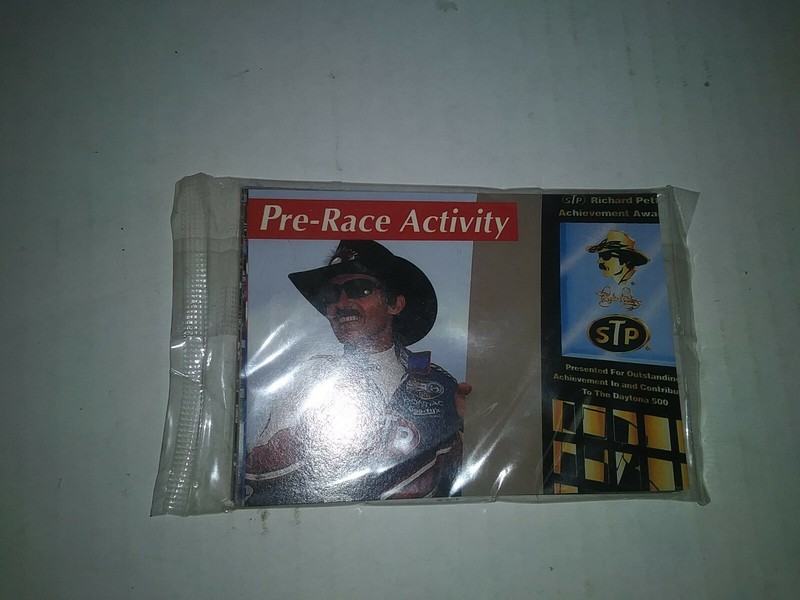 Pre-Race Activity
STP Richard Pett
Achievement Awa
STP
Presented For Outstanding
Achievement In and Contribu
To The Daytona 500